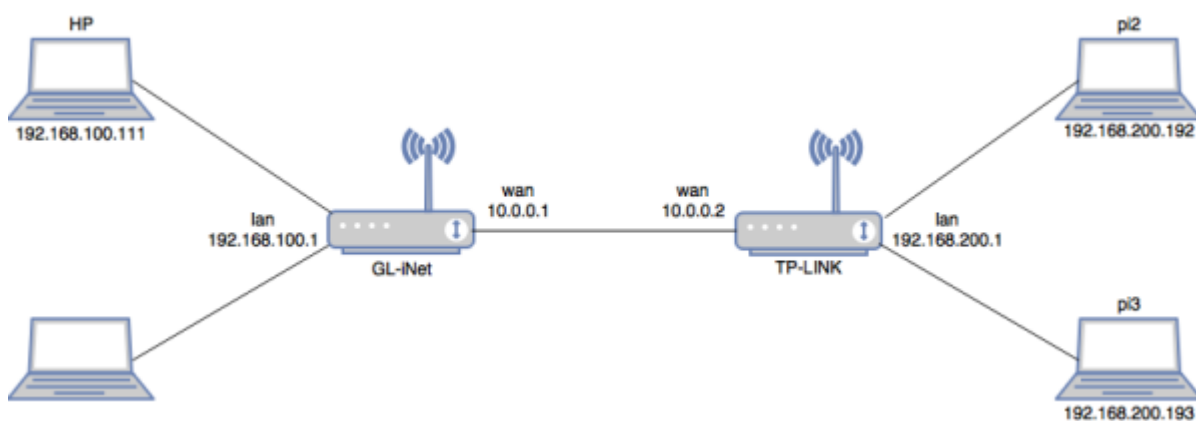 HP
192.168.100.111
lan
192.168.100.1
GL-iNet
wan
10.0.0.1
wan
10.0.0.2
TP-LINK
lan
192.168.200.1
pi2
192.168.200.192
pi3
192.168.200.193